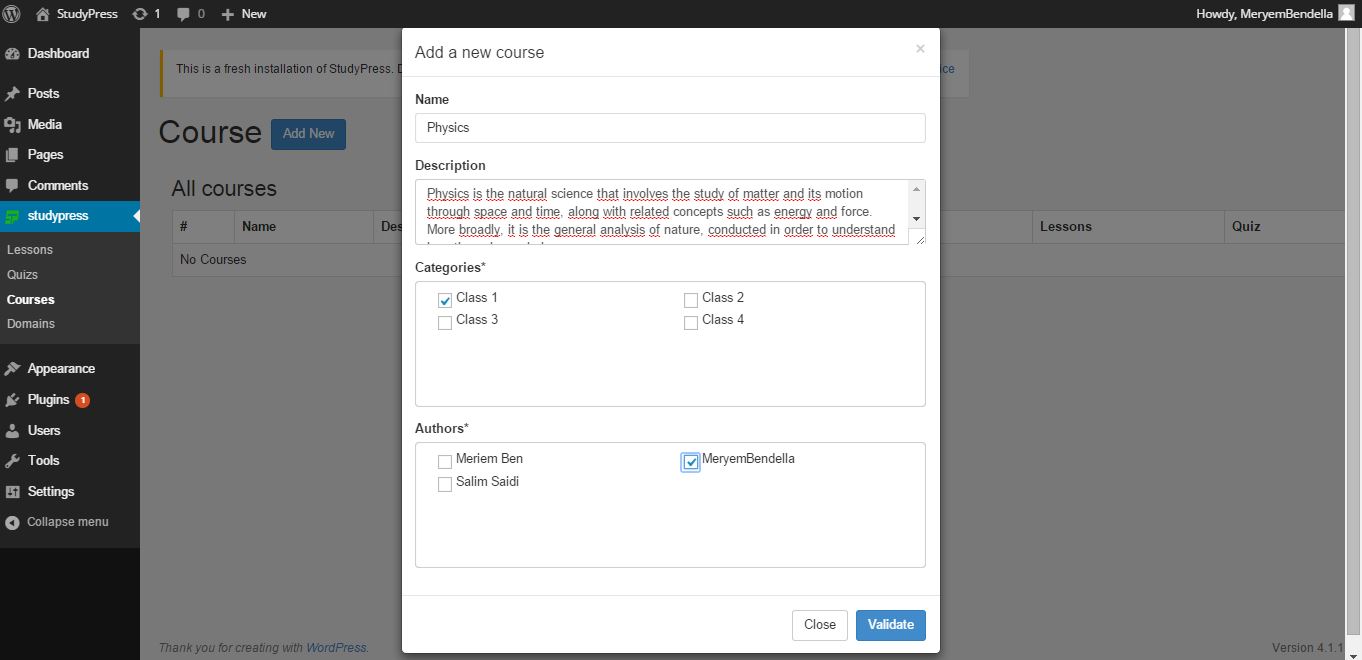 StudyPress 1 0 New Howdy, MeryemBendella
Dashboard
Posts
Media
Pages
Comments
studypress
Lessons
Quizs
Courses
Domains
Appearance
Plugins 1
Users
Tools
Settings
Collapse menu
This is a fresh installation of StudyPress.
Course Add New
All courses
# Name Des Lessons Quiz
No Courses
Add a new course ×
Name
Physics
Description
Physics is the natural science that involves the study of matter and its motion
through space and time, along with related concepts such as energy and force.
More broadly, it is the general analysis of nature, conducted in order to understand
Categories*
Class 1 Class 2
Class 3 Class 4
Authors*
Meriem Ben MeryemBendella
Salim Saidi
Close Validate
Thank you for creating with WordPress. Version 4.1.1